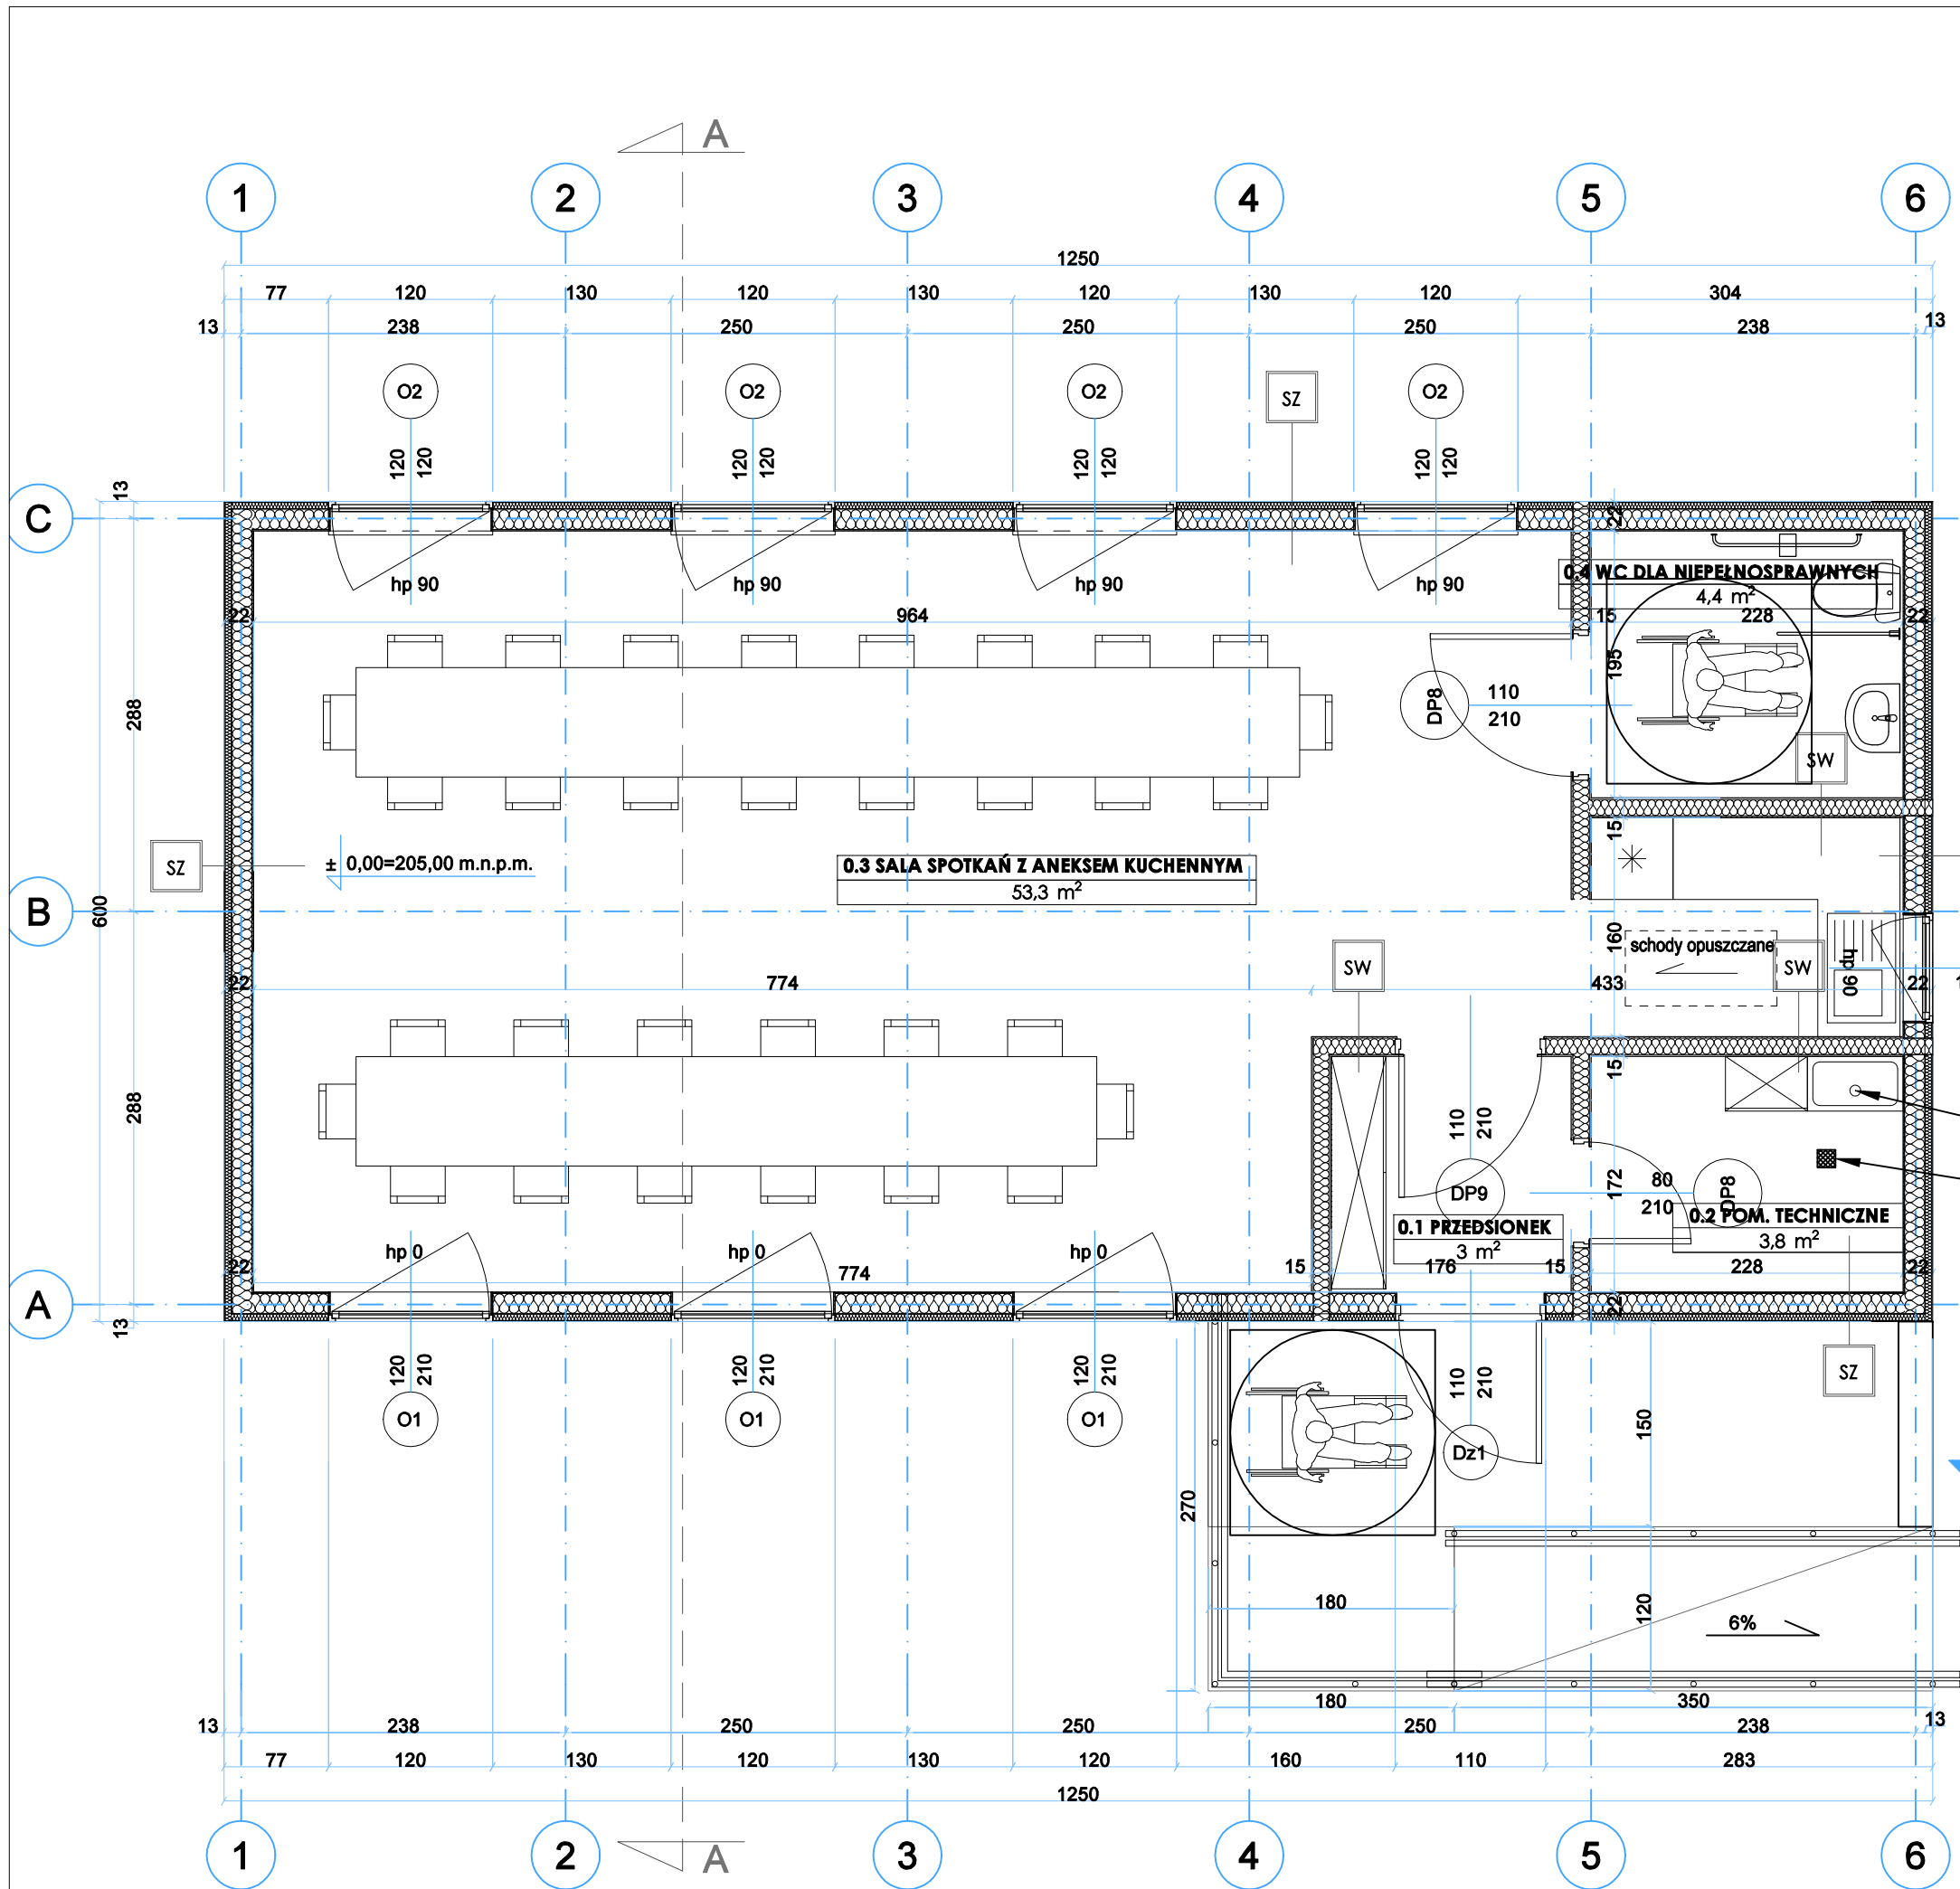 A
1 2 3 4 5 6
1250
77 120 130 120 130 120 130 120 304
13 238 250 250 250 238 13
O2 O2 O2 SZ O2
120 120 120 120 120 120 120 120
13
C
22
hp 90 hp 90 hp 90 hp 90
0.4 WC DLA NIEPEŁNOSPRAWNYCH
4,4 m²
22 964 15 228 22
195
288
DP8 110
210
SW
15
SZ
± 0,00=205,00 m.n.p.m.
0.3 SALA SPOTKAŃ Z ANEKSEM KUCHENNYM
53,3 m²
B
600
160
schody opuszczane
SW SW hp 90
22 774 433 22
15
288
110 210
172
DP9 80
210 DP8
0.1 PRZEDSIONEK
3 m²
0.2 POM. TECHNICZNE
3,8 m²
hp 0 hp 0 hp 0
22 774 15 176 15 228 22
A
22
13
120 210 120 210 120 210 110 210
SZ
O1 O1 O1 Dz1
150
270
180 120
6%
180 350
13 238 250 250 250 238 13
77 120 130 120 130 120 160 110 283
1250
1 2 3 4 5 6
A